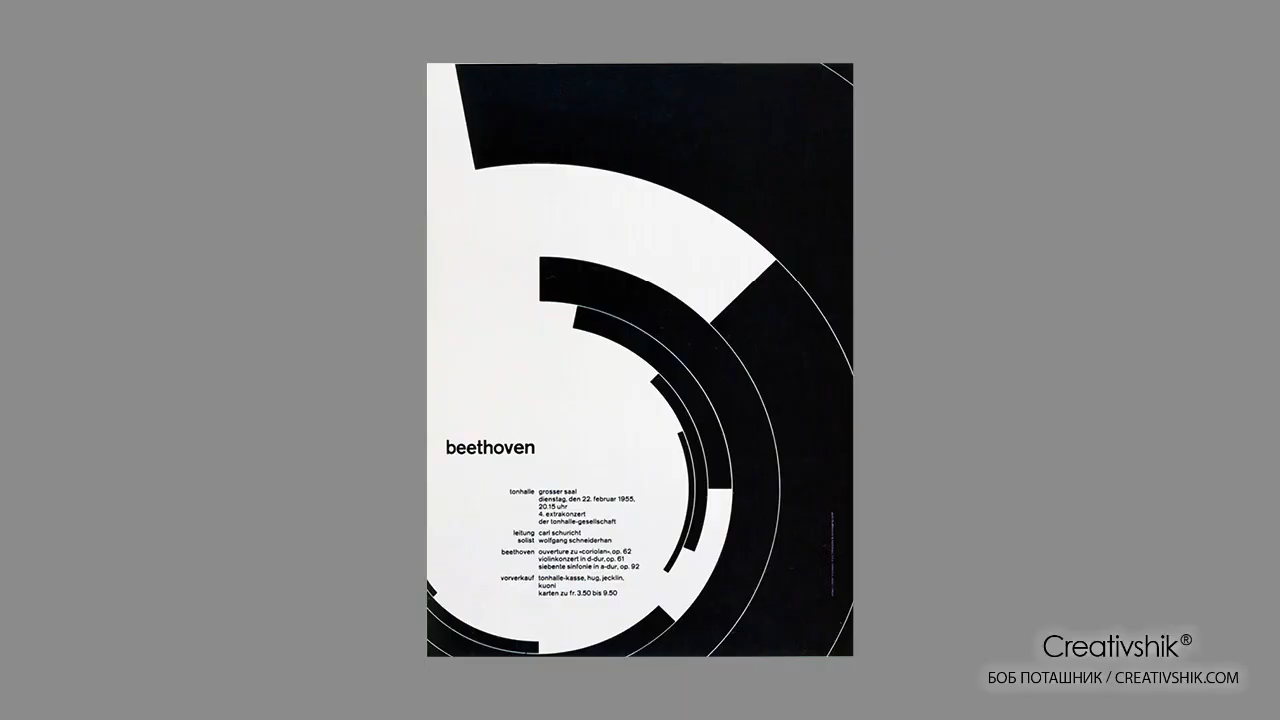 beethoven
tonhalle grosser saal
dienstag, den 22. februar 1955,
20.15 uhr
4. extrakonzert
der tonhalle-gesellschaft
leitung carl schuricht
solist wolfgang schneiderhan
beethoven ouverture zu «coriolan», op. 62
violinkonzert in d-dur, op. 61
siebente sinfonie in a-dur, op. 92
vorverkauf tonhalle-kasse, hug, jecklin,
kuoni
karten zu fr. 3.50 bis 9.50
Creativshik®
БОБ ПОТАШНИК / CREATIVSHIK.COM